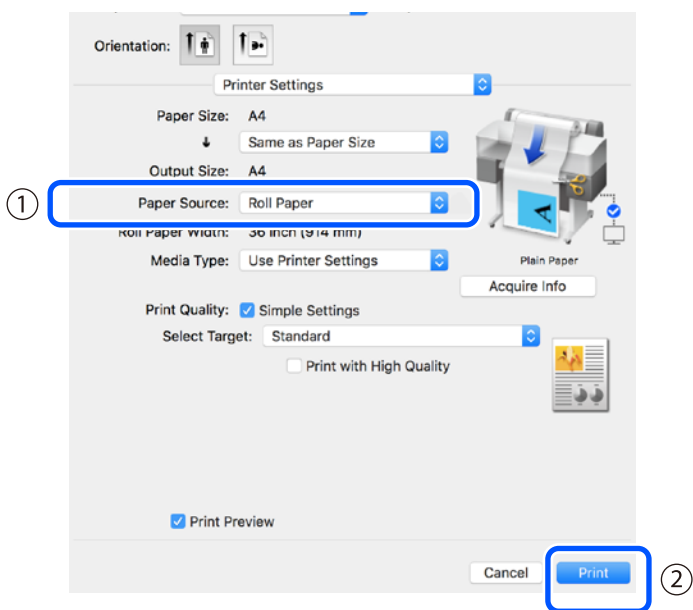 Orientation:
Printer Settings
Paper Size: A4
Same as Paper Size
Output Size: A4
① Paper Source: Roll Paper
Roll Paper Width: 36 inch (914 mm)
Media Type: Use Printer Settings
Plain Paper
Acquire Info
Print Quality: Simple Settings
Select Target: Standard
Print with High Quality
Print Preview
Cancel Print ②